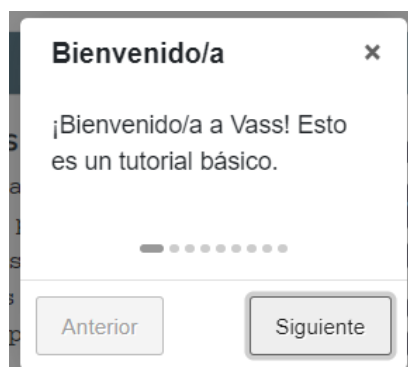 Bienvenido/a ×
¡Bienvenido/a a Vass! Esto
es un tutorial básico.
Anterior
Siguiente